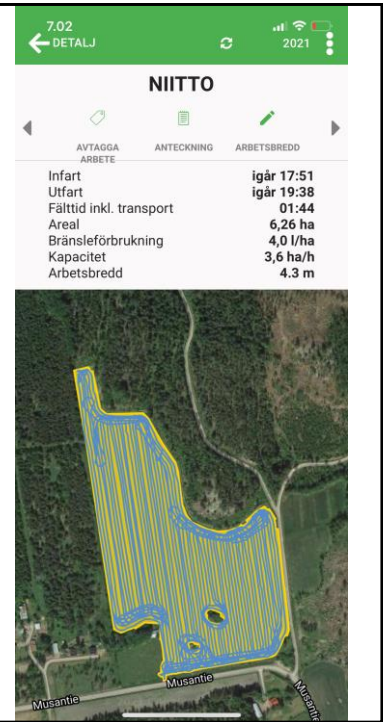 7.02
DETALJ
2021
NIITTO
AVTAGGA
ARBETE
ANTECKNING
ARBETSBREDD
Infart igår 17:51
Utfart igår 19:38
Fälttid inkl. transport 01:44
Areal 6,26 ha
Bränsleförbrukning 4,0 l/ha
Kapacitet 3,6 ha/h
Arbetsbredd 4.3 m
Musantie
Musantie
Musantie